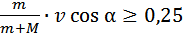 m/(m+M) · v cos α ≥ 0,25